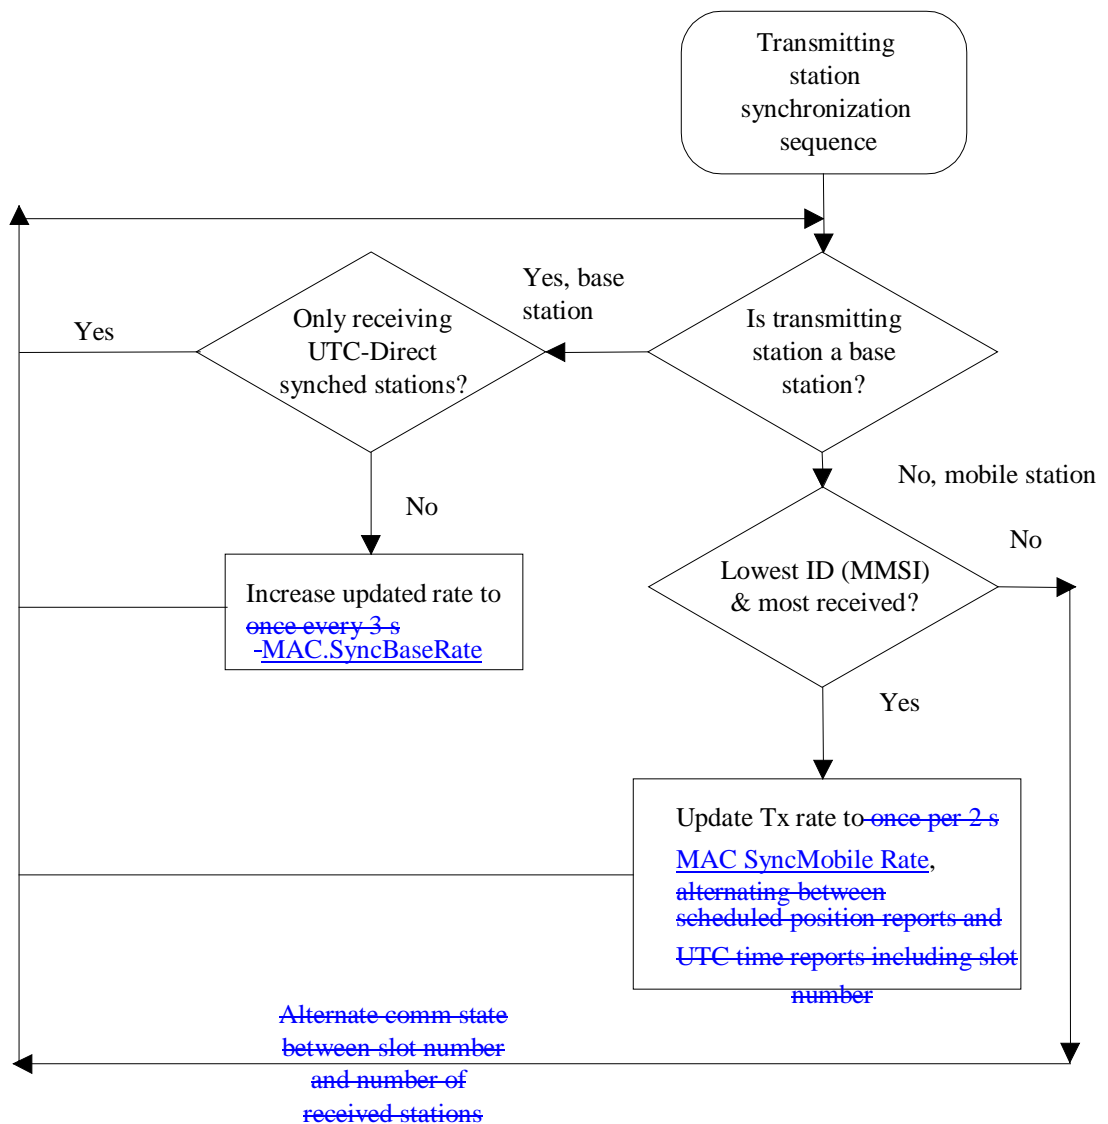 Transmitting
station
synchronization
sequence
Yes, base
station
Yes
Only receiving
UTC-Direct
synched stations?
Is transmitting
station a base
station?
No, mobile station
No
Increase updated rate to
once every 3 s
-MAC.SyncBaseRate
No
Lowest ID (MMSI)
& most received?
Yes
Update Tx rate to once per 2 s
MAC SyncMobile Rate,
alternating between
scheduled position reports and
UTC time reports including slot
number
Alternate comm state
between slot number
and number of
received stations